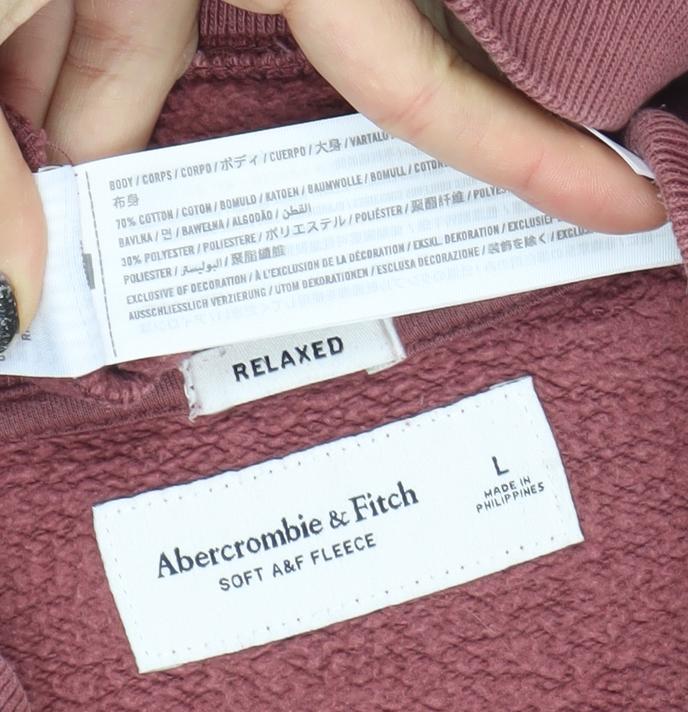 BODY / CORPS / CORPO / ボディ / CUERPO / 大身 / VARTALO
布身
70% COTTON / COTON / BOMULD / KATOEN / BAUMWOLLE / BOMULL / COTON
BAVLNA / 면 / BAWEŁNA / ALGODÃO / القطن
30% POLYESTER / POLIESTERE / ポリエステル / POLIÉSTER / 聚酯纤维 /
POLIESTER / البوليستر / 聚酯纖維
EXCLUSIVE OF DECORATION / À L'EXCLUSION DE LA DÉCORATION / EKSKL. DEKORATION /
AUSSCHLIESSLICH VERZIERUNG / UTOM DEKORATIONEN / ESCLUSA DECORAZIONE / 装飾を除く /
RELAXED
L
MADE IN
PHILIPPINES
Abercrombie & Fitch
SOFT A&F FLEECE